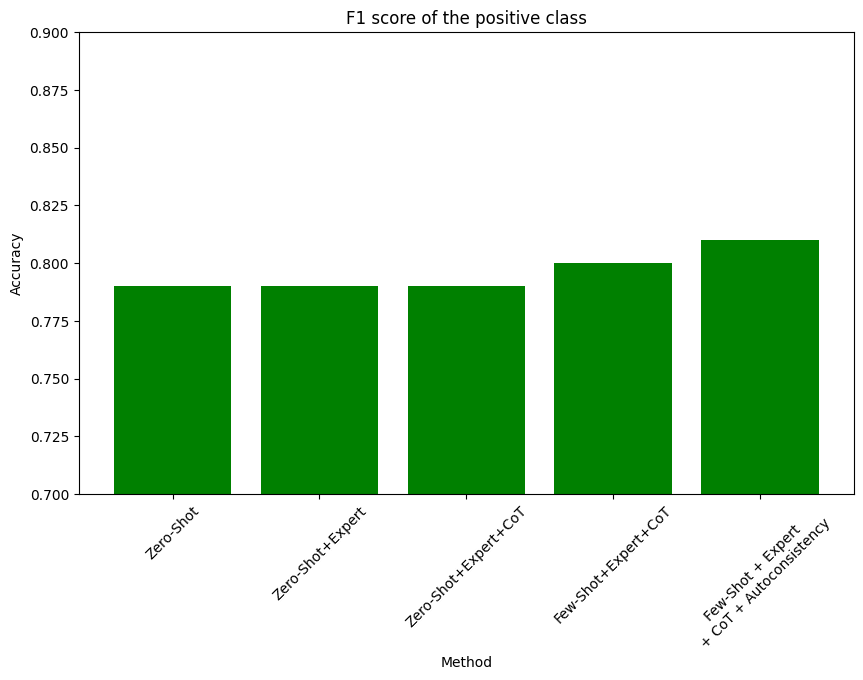 F1 score of the positive class
Accuracy
0.900
0.875
0.850
0.825
0.800
0.775
0.750
0.725
0.700
Zero-Shot
Zero-Shot+Expert
Zero-Shot+Expert+CoT
Few-Shot+Expert+CoT
Few-Shot + Expert
+ CoT + Autoconsistency
Method